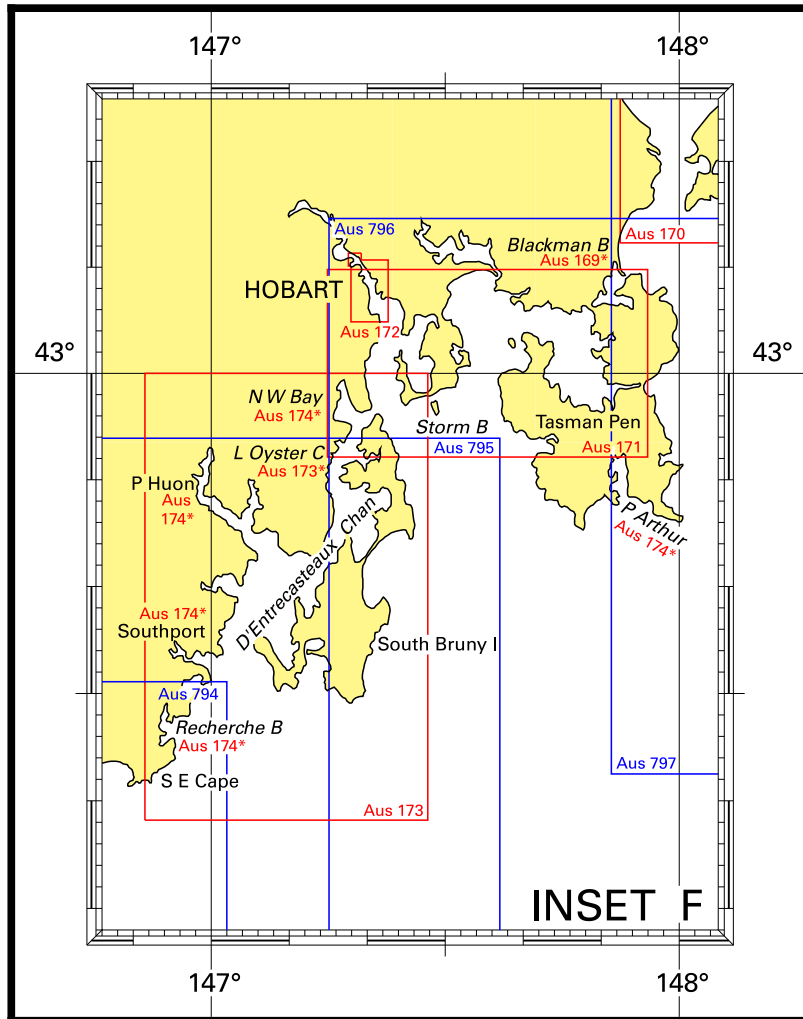 147° 148°
Aus 796
Blackman B
Aus 169*
Aus 170
HOBART
Aus 172
43° 43°
N W Bay
Aus 174*
Storm B
Tasman Pen
Aus 795
Aus 171
L Oyster C
Aus 173*
P Huon
Aus
174*
P Arthur
Aus 174*
D'Entrecasteaux Chan
Aus 174*
Southport
South Bruny I
Aus 794
Recherche B
Aus 174*
S E Cape
Aus 797
Aus 173
INSET F
147° 148°